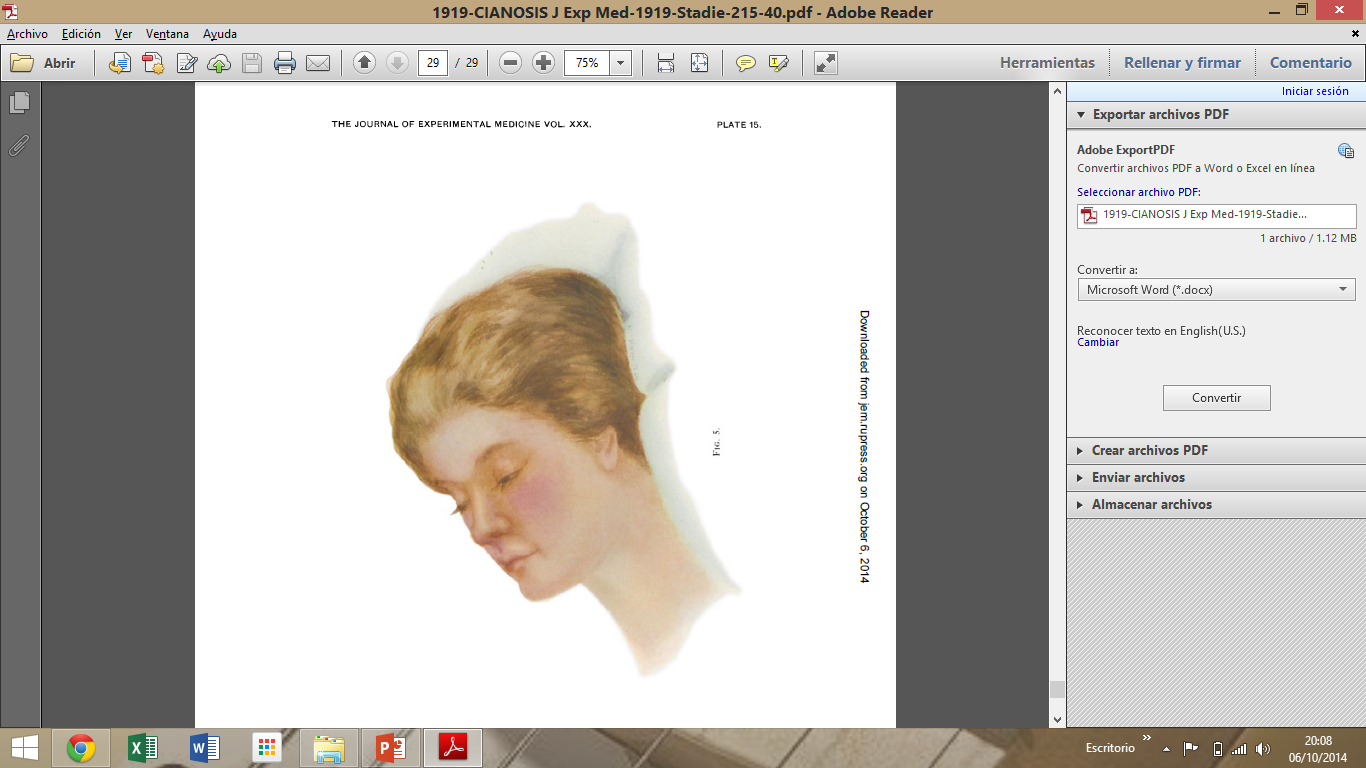 1919-CIANOSIS J Exp Med-1919-Stadie-215-40.pdf - Adobe Reader
Archivo Edición Ver Ventana Ayuda
Abrir 29 / 29 75% Herramientas Rellenar y firmar Comentario
Iniciar sesión
Exportar archivos PDF
Adobe ExportPDF
Convertir archivos PDF a Word o Excel en línea
Seleccionar archivo PDF:
1919-CIANOSIS J Exp Med-1919-Stadie...
1 archivo / 1.12 MB
Convertir a:
Microsoft Word (*.docx)
Reconocer texto en English(U.S.)
Cambiar
Convertir
Crear archivos PDF
Enviar archivos
Almacenar archivos
THE JOURNAL OF EXPERIMENTAL MEDICINE VOL. XXX. PLATE 15.
FIG. 5.
Downloaded from jem.rupress.org on October 6, 2014
Escritorio
20:08
06/10/2014